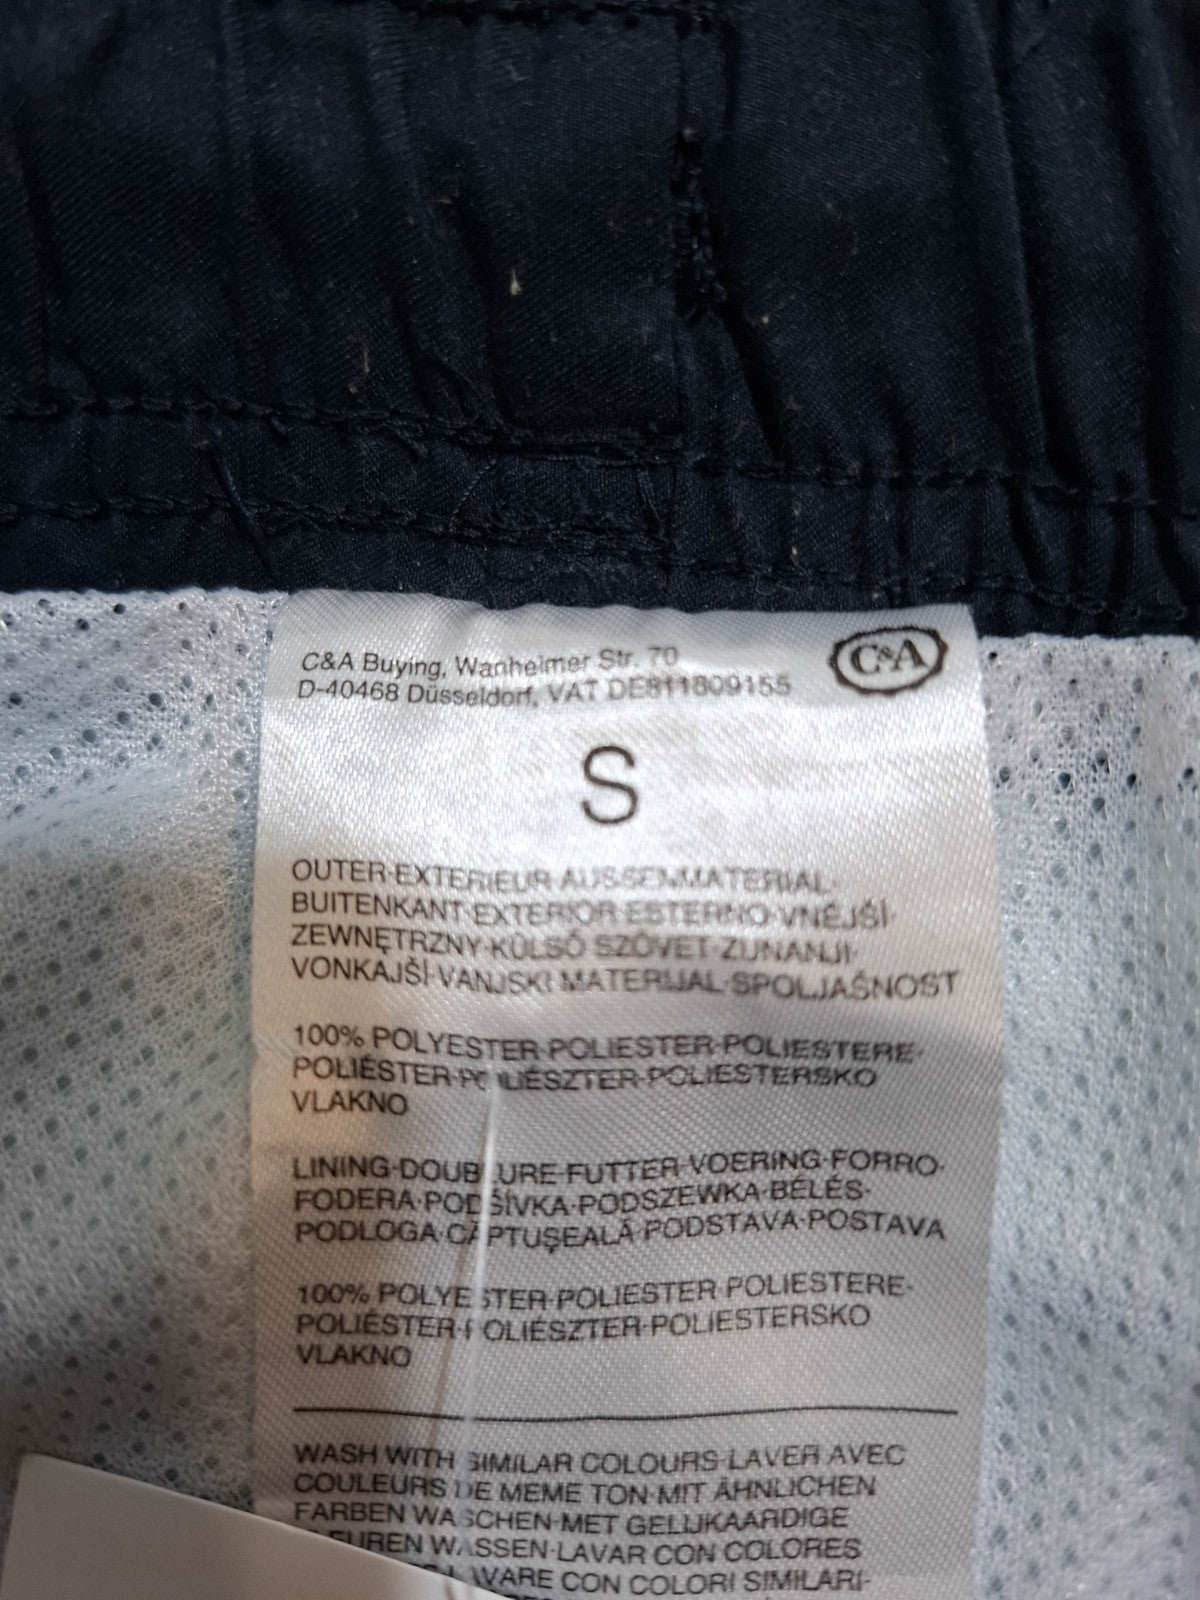 C&A Buying, Wanheimer Str. 70
D-40468 Düsseldorf, VAT DE811809155
C&A
S
OUTER·EXTERIEUR·AUSSENMATERIAL·
BUITENKANT·EXTERIOR·ESTERNO·VNĚJŠÍ·
ZEWNĘTRZNY·KÜLSŐ SZÖVET·ZUNANJI·
VONKAJŠÍ·VANJSKI MATERIJAL·SPOLJAŚNOST
100% POLYESTER·POLIESTER·POLIESTERE·
POLIÉSTER·POLIÉSZTER·POLIESTERSKO
VLAKNO
LINING·DOUBLURE·FUTTER·VOERING·FORRO·
FODERA·PODŠÍVKA·PODSZEWKA·BÉLÉS·
PODLOGA·CĂPTUŞEALĂ·PODSTAVA·POSTAVA
100% POLYESTER·POLIESTER·POLIESTERE·
POLIÉSTER·POLIÉSZTER·POLIESTERSKO
VLAKNO
WASH WITH SIMILAR COLOURS·LAVER AVEC
COULEURS DE MEME TON·MIT ÄHNLICHEN
FARBEN WASCHEN·MET GELIJKAARDIGE
WASSEN·LAVAR CON COLORES
CON COLORI SIMILARI·